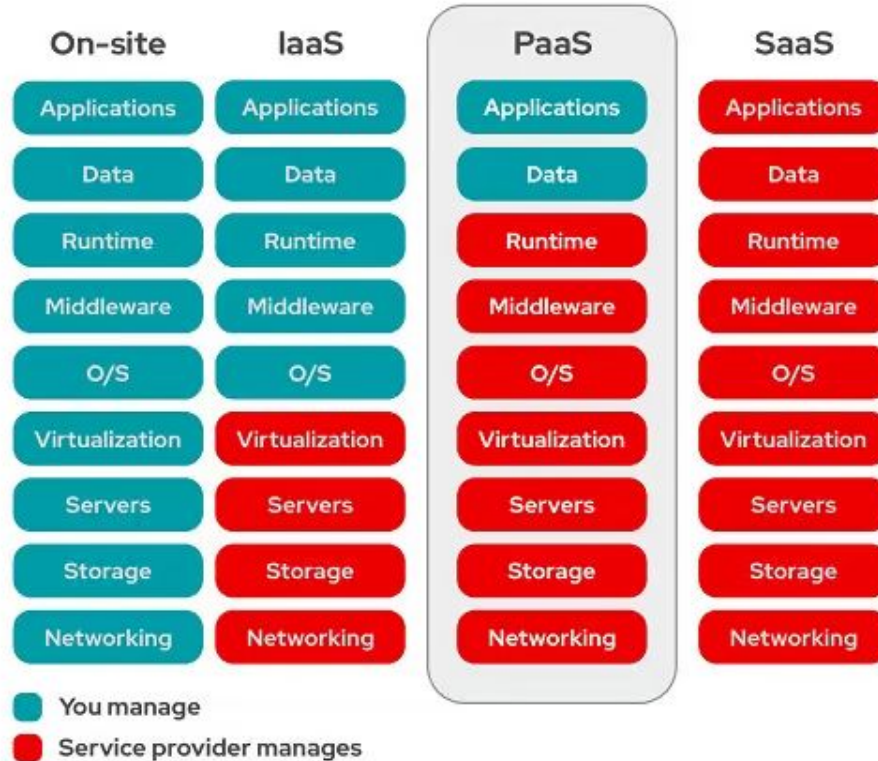 On-site IaaS PaaS SaaS
Applications Applications Applications Applications
Data Data Data Data
Runtime Runtime Runtime Runtime
Middleware Middleware Middleware Middleware
O/S O/S O/S O/S
Virtualization Virtualization Virtualization Virtualization
Servers Servers Servers Servers
Storage Storage Storage Storage
Networking Networking Networking Networking
You manage
Service provider manages